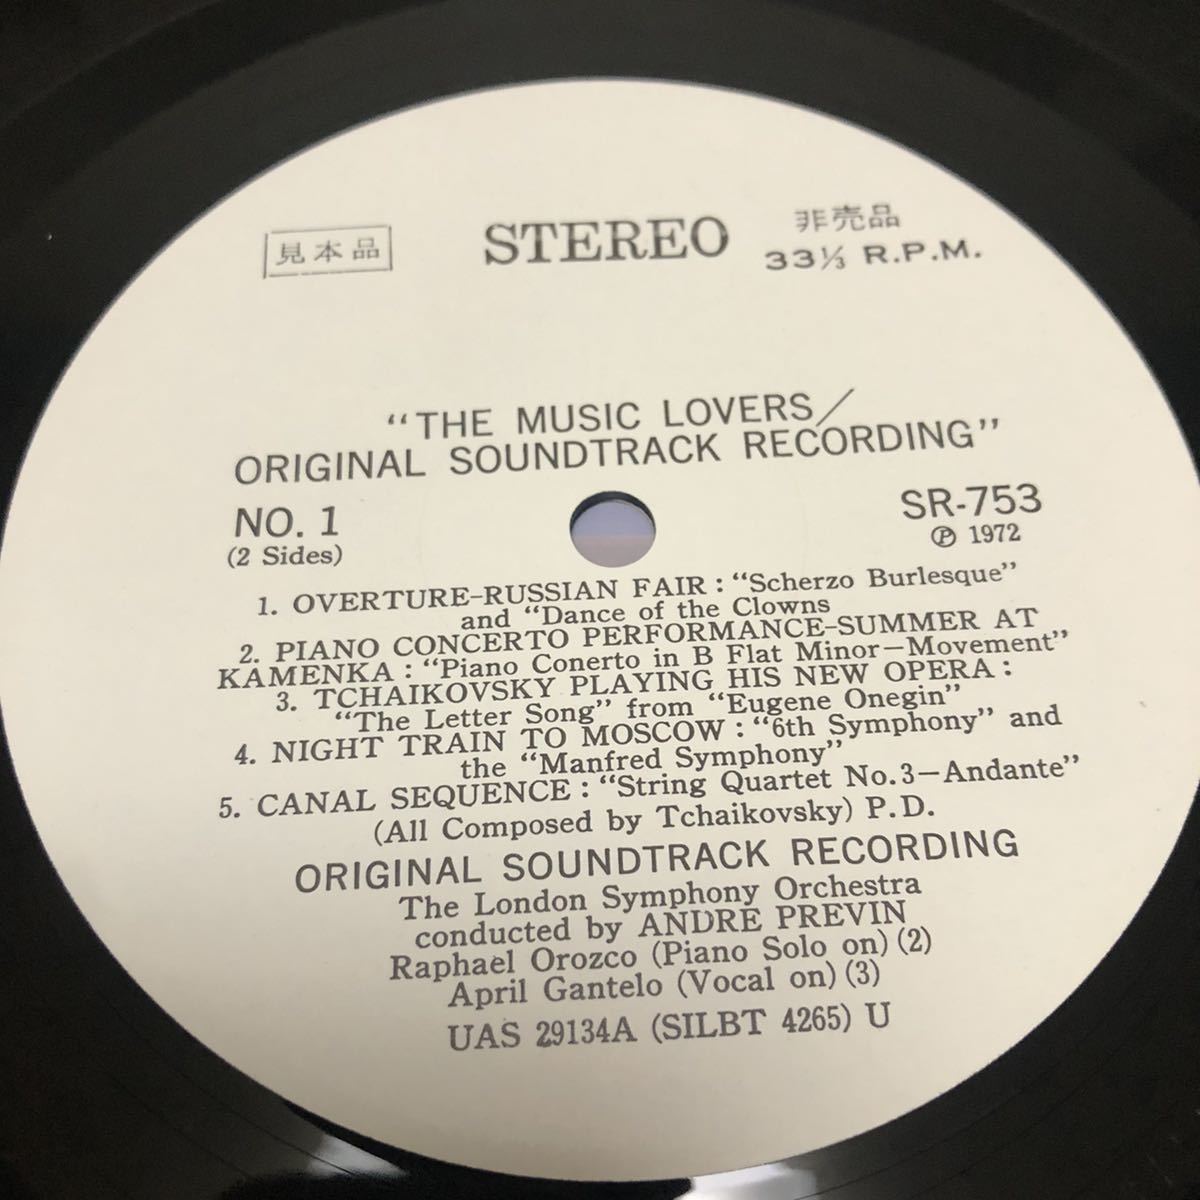 見本品
STEREO
非売品
33⅓ R.P.M.
“THE MUSIC LOVERS/
ORIGINAL SOUNDTRACK RECORDING”
NO. 1
(2 Sides)
SR-753
Ⓟ 1972
1. OVERTURE-RUSSIAN FAIR : “Scherzo Burlesque”
and “Dance of the Clowns
2. PIANO CONCERTO PERFORMANCE-SUMMER AT
KAMENKA : “Piano Conerto in B Flat Minor—Movement”
3. TCHAIKOVSKY PLAYING HIS NEW OPERA :
“The Letter Song” from “Eugene Onegin”
4. NIGHT TRAIN TO MOSCOW : “6th Symphony” and
the “Manfred Symphony”
5. CANAL SEQUENCE : “String Quartet No.3—Andante”
(All Composed by Tchaikovsky) P.D.
ORIGINAL SOUNDTRACK RECORDING
The London Symphony Orchestra
conducted by ANDRE PREVIN
Raphael Orozco (Piano Solo on) (2)
April Gantelo (Vocal on) (3)
UAS 29134A (SILBT 4265) U